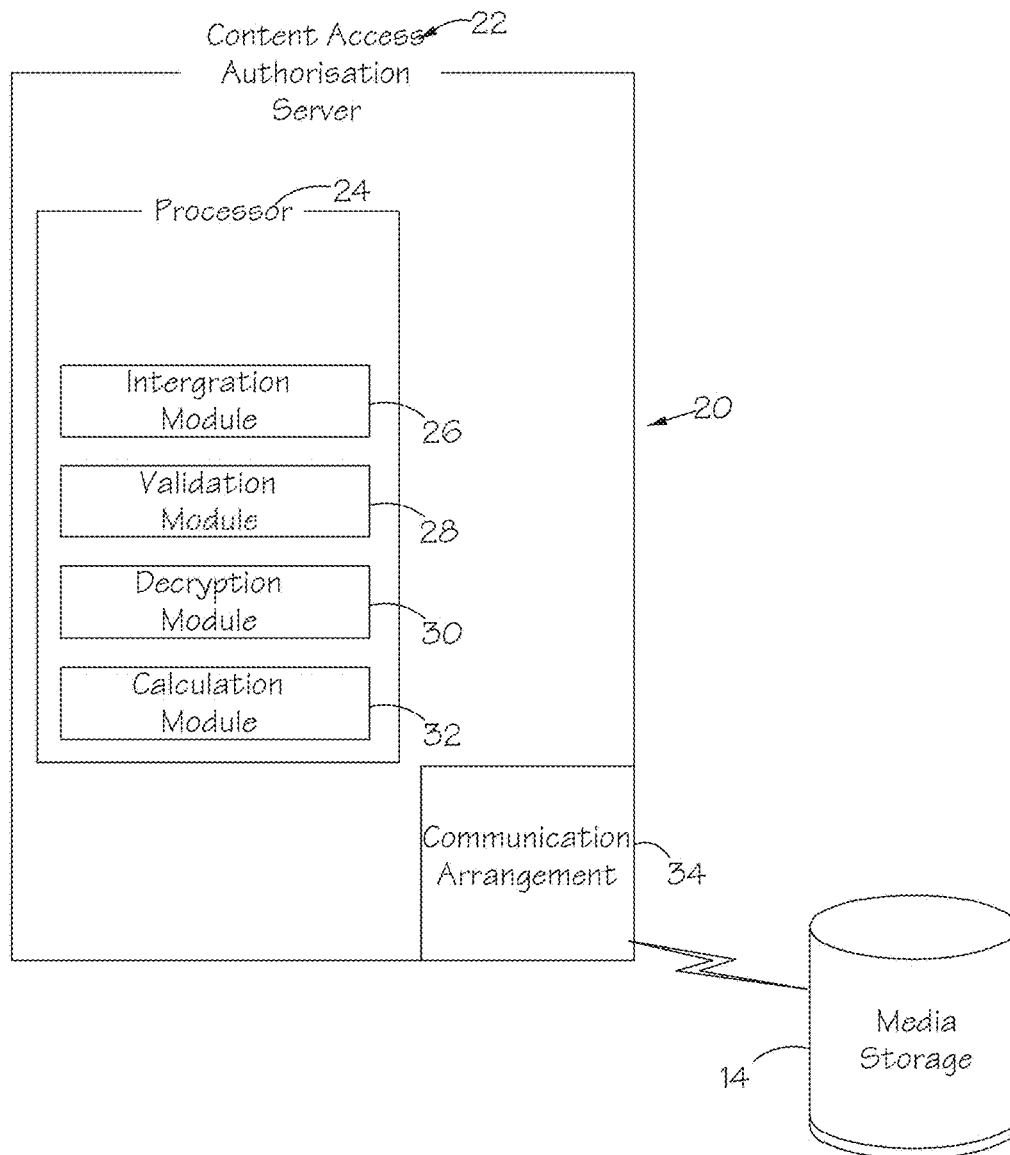 Content Access
22
Authorisation
Server
24
Processor
Intergration
Module
26
20
Validation
Module
28
Decryption
Module
30
Calculation
Module
32
Communication
Arrangement
34
Media
Storage
14